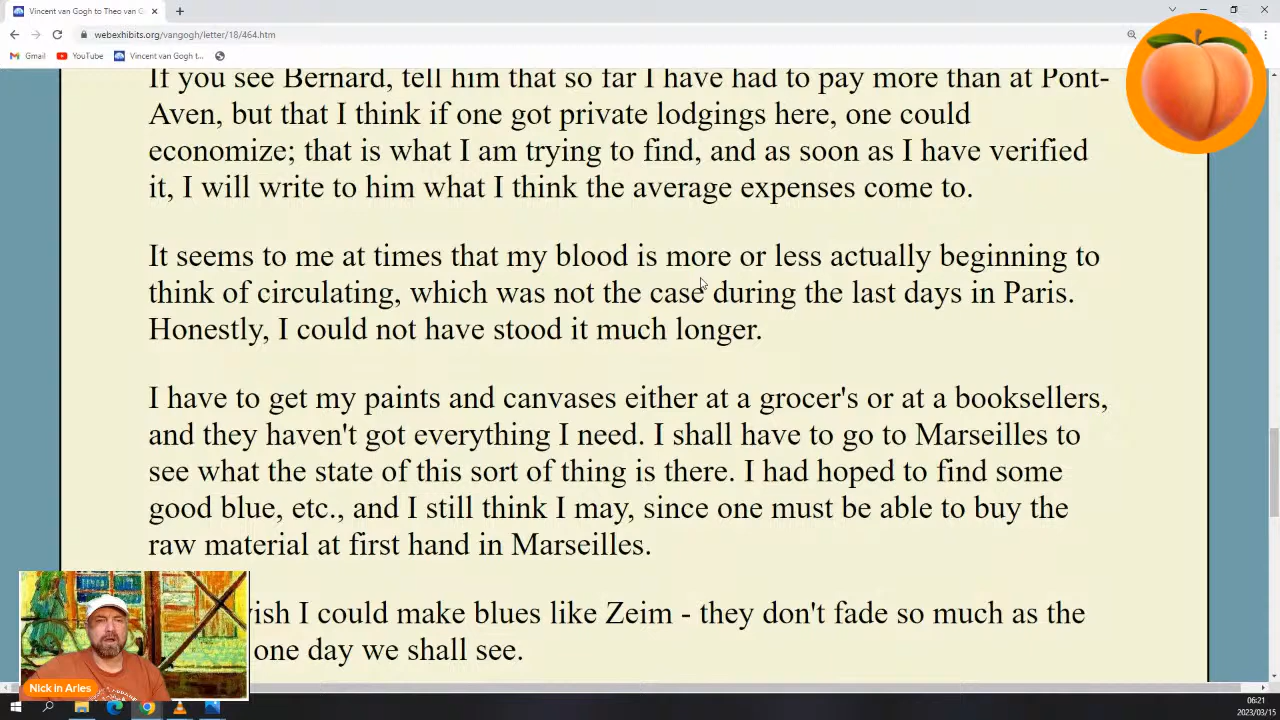 Vincent van Gogh to Theo van G
webexhibits.org/vangogh/letter/18/464.htm
Gmail
YouTube
Vincent van Gogh t...
If you see Bernard, tell him that so far I have had to pay more than at Pont-
Aven, but that I think if one got private lodgings here, one could
economize; that is what I am trying to find, and as soon as I have verified
it, I will write to him what I think the average expenses come to.
It seems to me at times that my blood is more or less actually beginning to
think of circulating, which was not the case during the last days in Paris.
Honestly, I could not have stood it much longer.
I have to get my paints and canvases either at a grocer's or at a booksellers,
and they haven't got everything I need. I shall have to go to Marseilles to
see what the state of this sort of thing is there. I had hoped to find some
good blue, etc., and I still think I may, since one must be able to buy the
raw material at first hand in Marseilles.
ish I could make blues like Zeim - they don't fade so much as the
one day we shall see.
Nick in Arles
06:21
2023/03/15